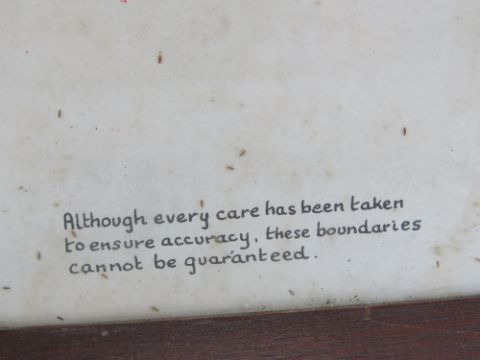 Although every care has been taken
to ensure accuracy, these boundaries
cannot be guaranteed.